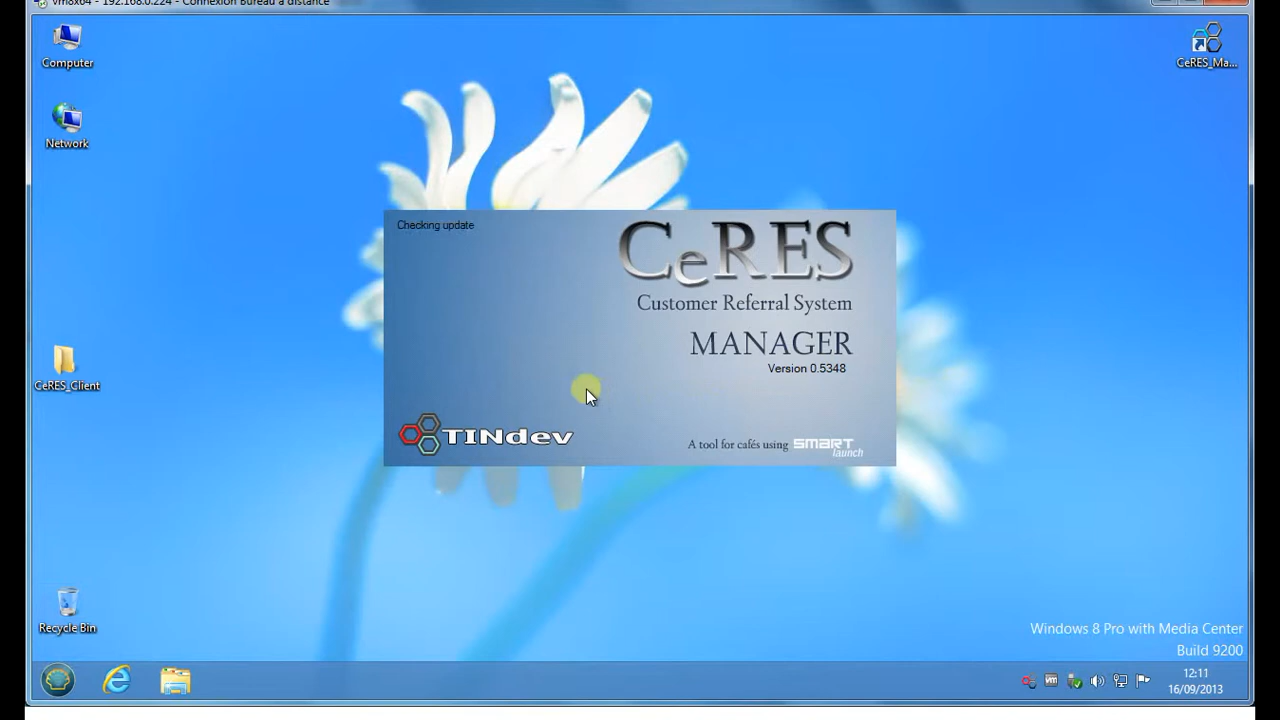 vm8x64 - 192.168.0.224 - Connexion Bureau à distance
Computer
CeRES_Ma...
Network
Checking update
CeRES
Customer Referral System
MANAGER
Version 0.5348
CeRES_Client
TINdev
A tool for cafés using SMART launch
Recycle Bin
Windows 8 Pro with Media Center
Build 9200
12:11
16/09/2013